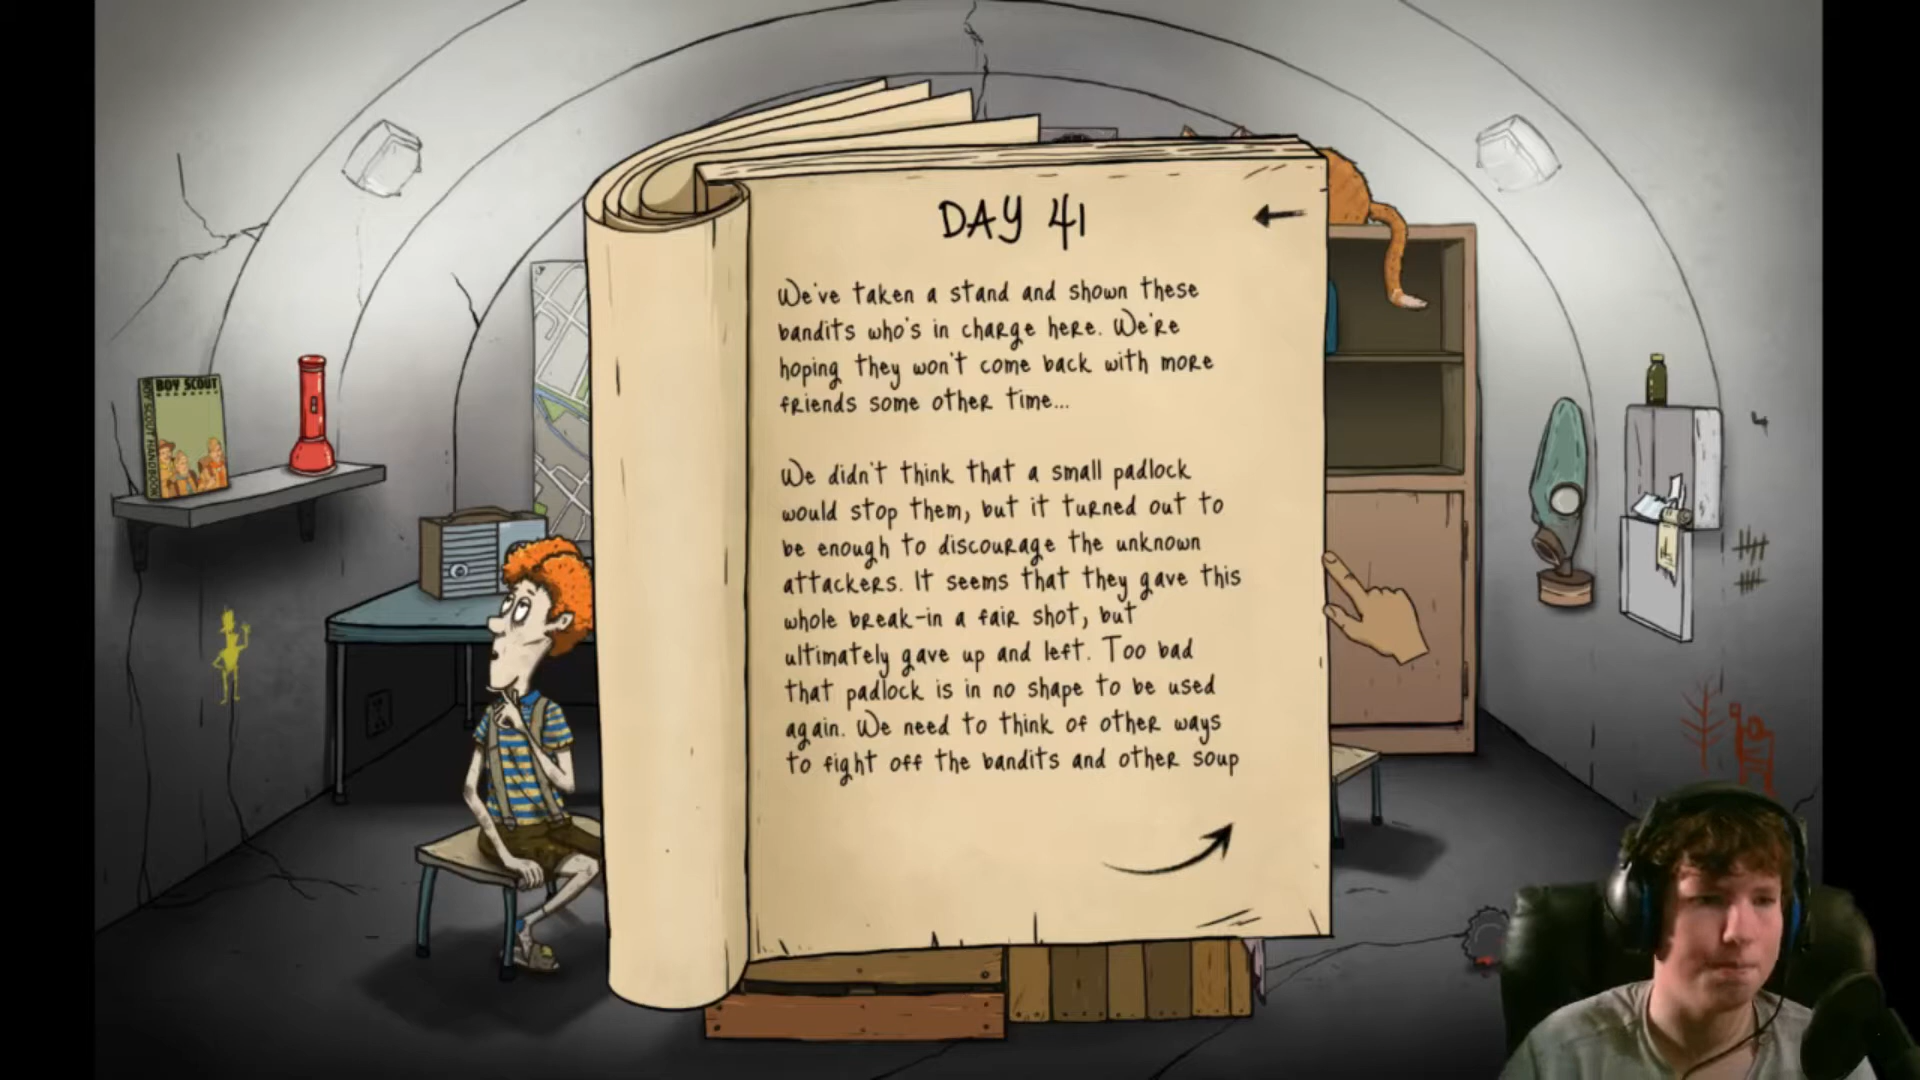 DAY 41
We've taken a stand and shown these
bandits who's in charge here. We're
hoping they won't come back with more
friends some other time...
We didn't think that a small padlock
would stop them, but it turned out to
be enough to discourage the unknown
attackers. It seems that they gave this
whole break-in a fair shot, but
ultimately gave up and left. Too bad
that padlock is in no shape to be used
again. We need to think of other ways
to fight off the bandits and other soup
BOY SCOUT
BOY SCOUT HANDBOOK